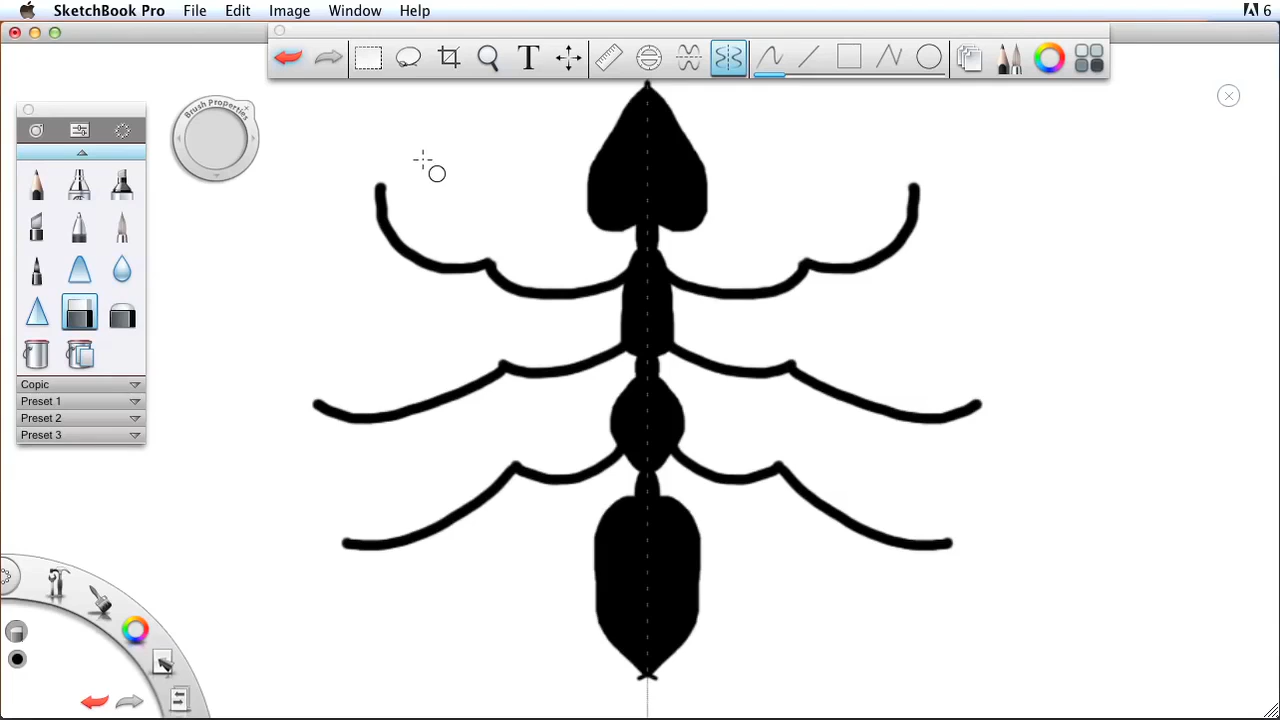 SketchBook Pro File Edit Image Window Help 6
T
Brush Properties
Copic
Preset 1
Preset 2
Preset 3